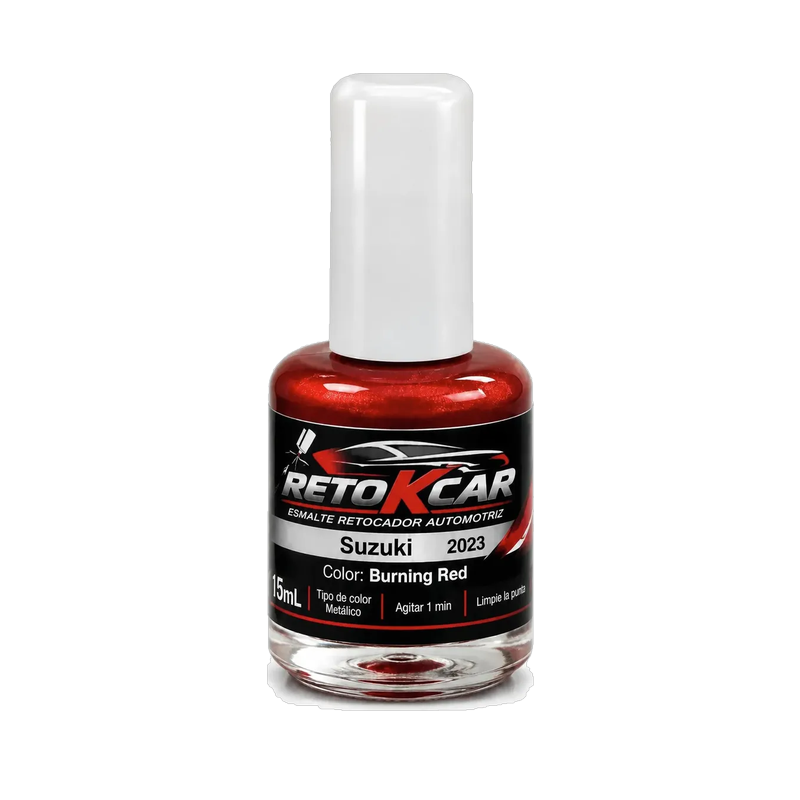 RETOKCAR
ESMALTE RETOCADOR AUTOMOTRIZ
Suzuki 2023
Color: Burning Red
15mL
Tipo de color
Metálico
Agitar 1 min
Limpie la punta